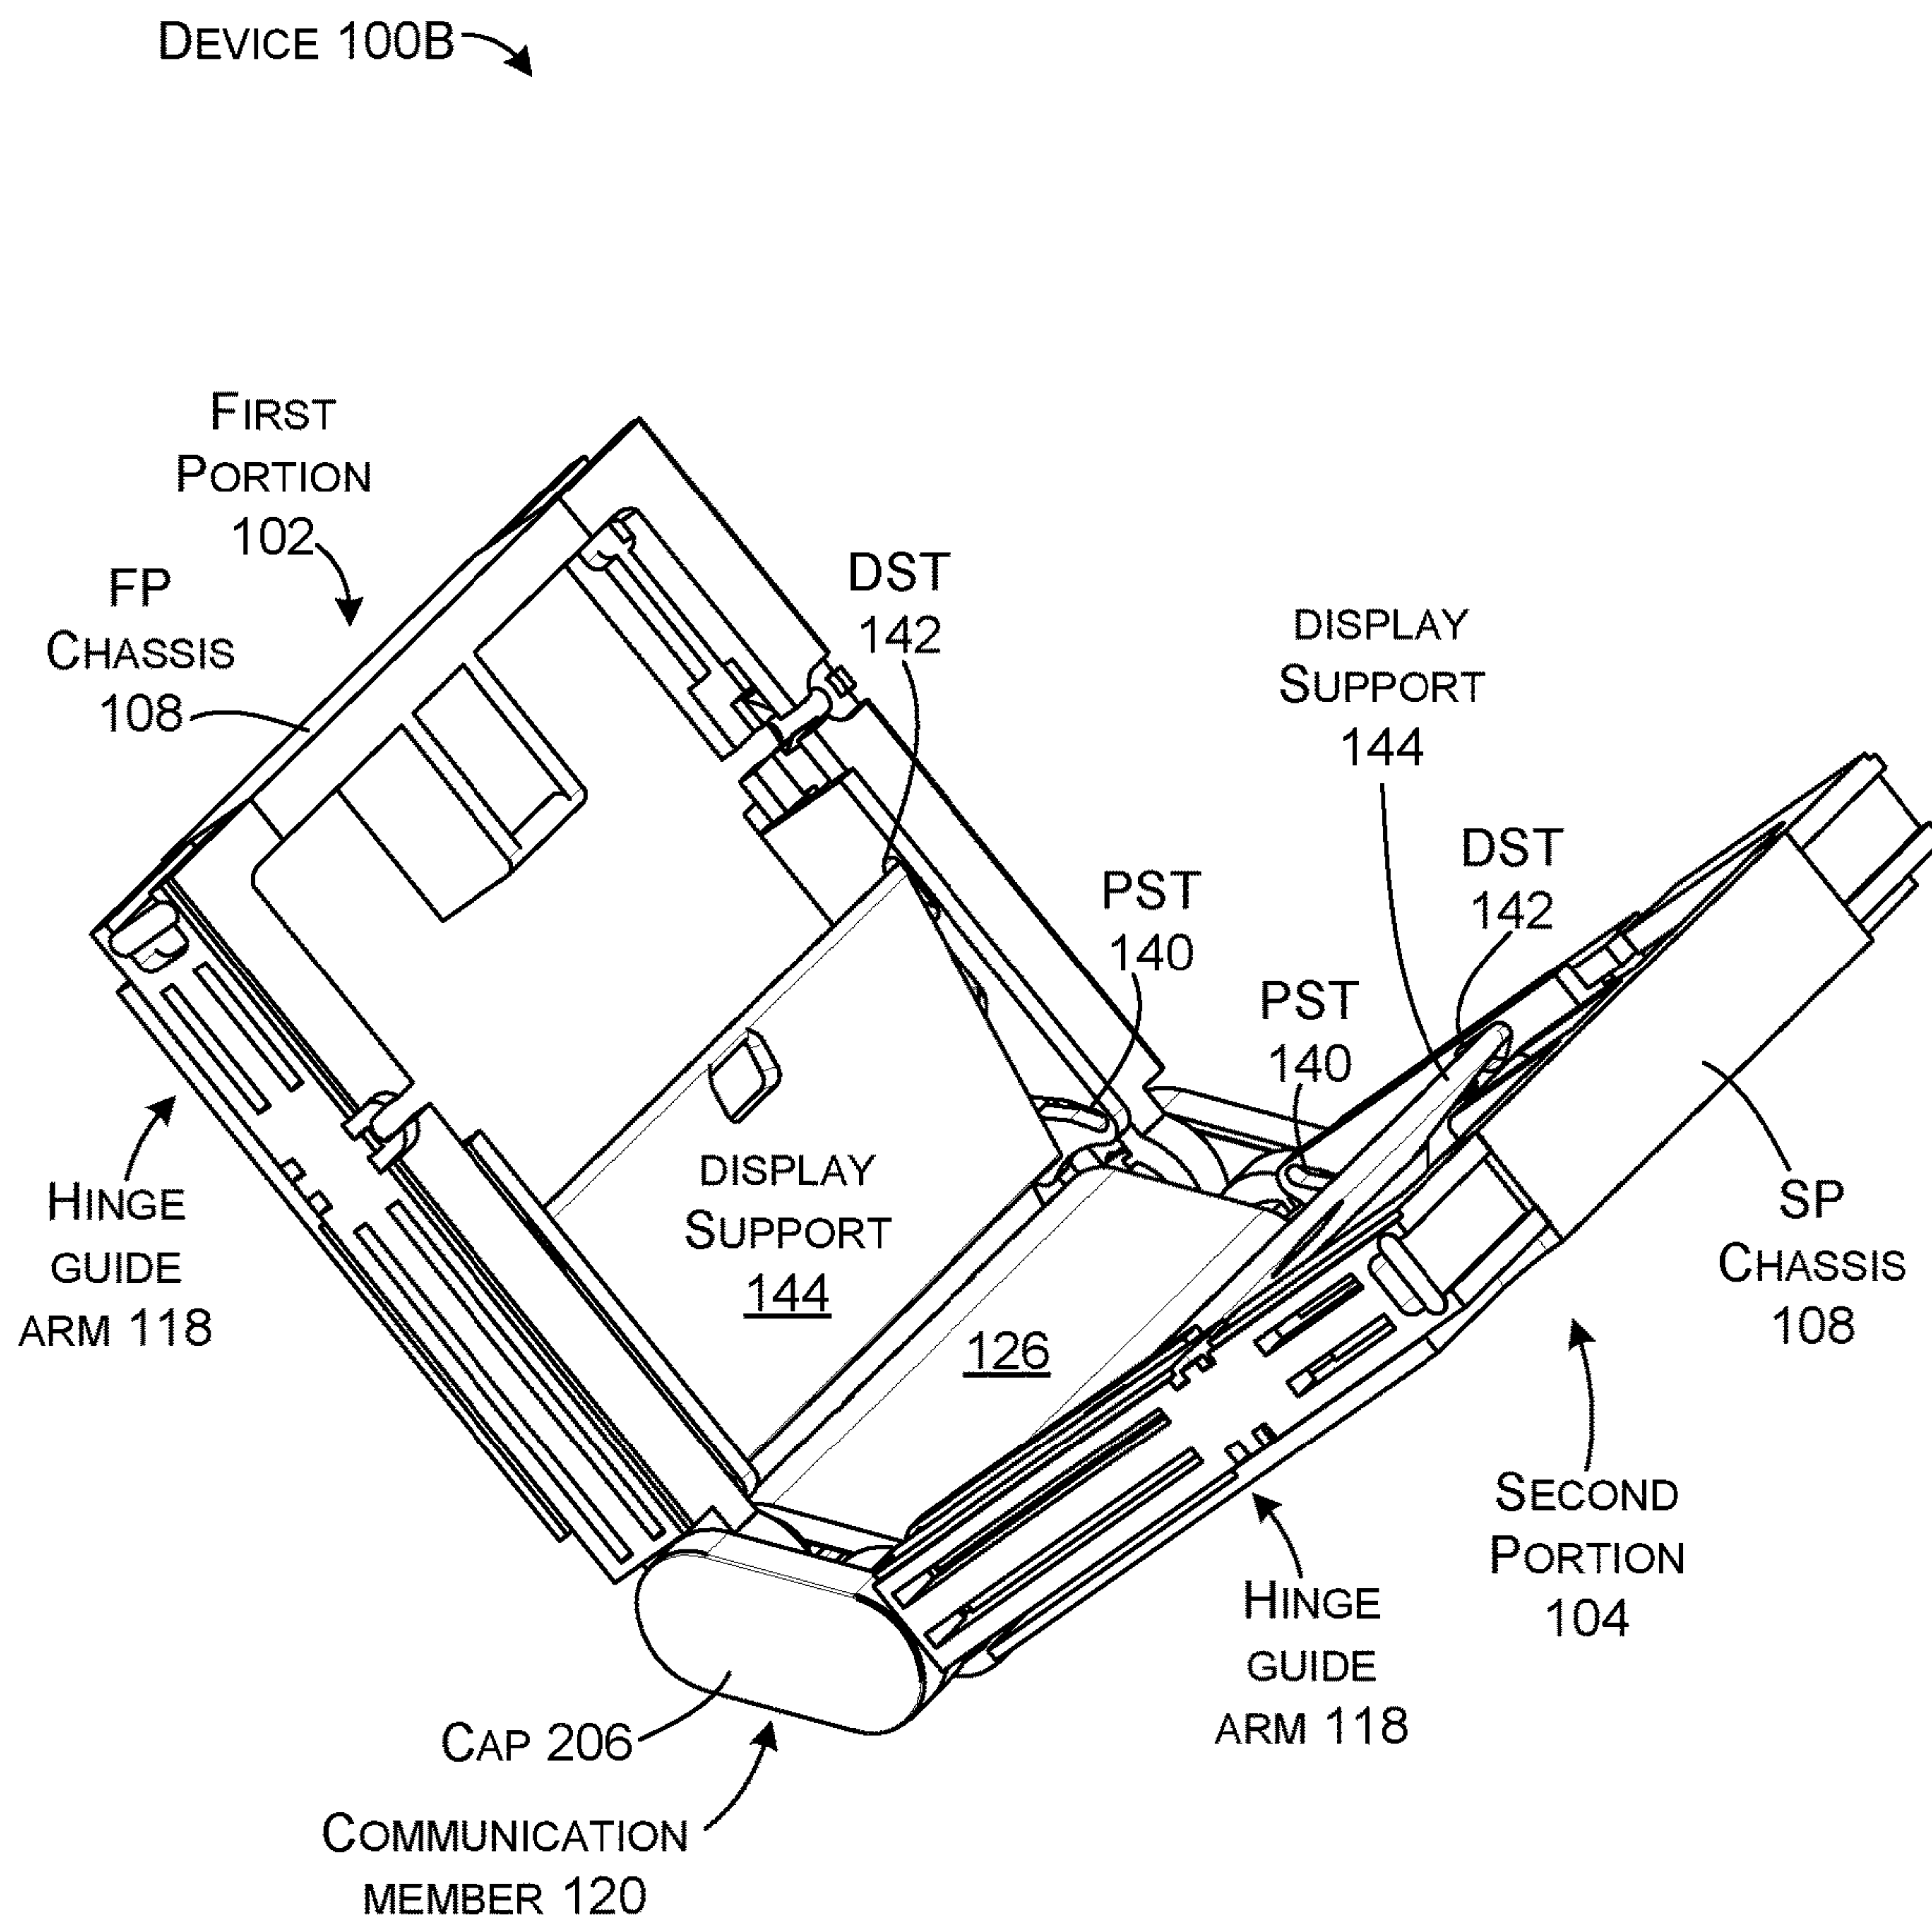 DEVICE 100B
FIRST
PORTION
102
FP
CHASSIS
108
DST
142
DISPLAY
SUPPORT
144
DST
142
PST
140
PST
140
HINGE
GUIDE
ARM 118
DISPLAY
SUPPORT
144
126
SP
CHASSIS
108
SECOND
PORTION
104
HINGE
GUIDE
ARM 118
CAP 206
COMMUNICATION
MEMBER 120